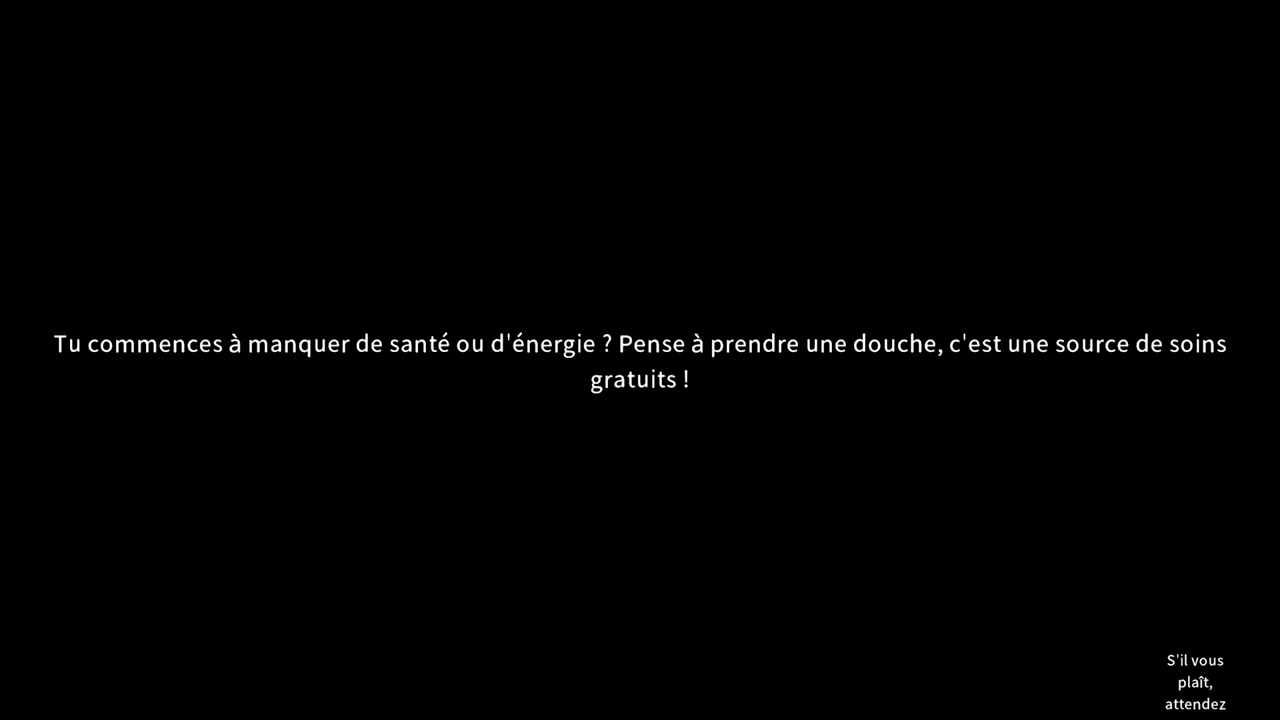 Tu commences à manquer de santé ou d'énergie ? Pense à prendre une douche, c'est une source de soins
gratuits !
S'il vous
plaît,
attendez